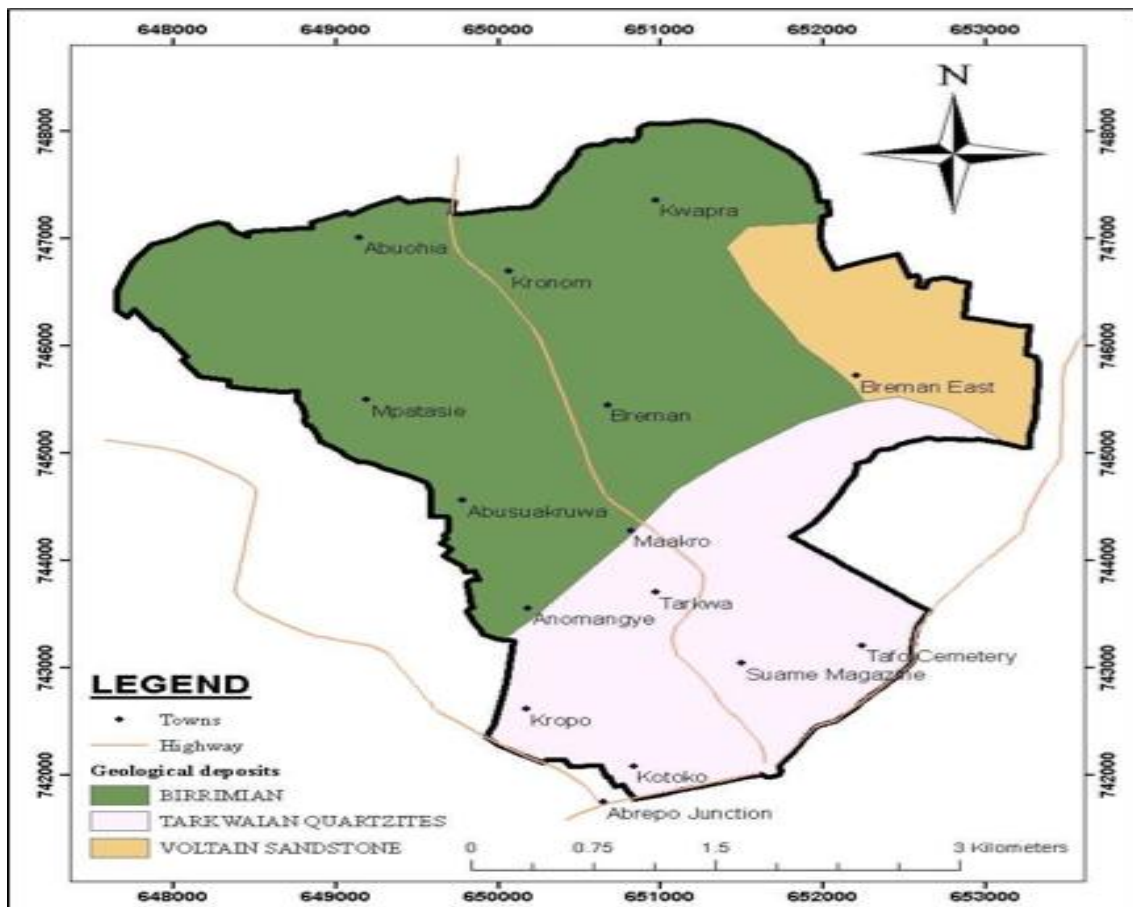 648000 649000 650000 651000 652000 653000
N
748000 748000
Kwapra
747000 747000
Abuohia
Kronom
746000 746000
Breman East
Mpatasie Breman
745000 745000
Abusuakruwa
Maakro
744000 744000
Tarkwa
Anomangye
Tafo Cemetery
743000 743000
Suame Magazine
LEGEND
Kropo
Towns
Highway
742000 742000
Kotoko
Geological deposits
BIRRIMIAN
Abrepo Junction
TARKWAIAN QUARTZITES
VOLTAIN SANDSTONE
0 0.75 1.5 3 Kilometers
648000 649000 650000 651000 652000 653000